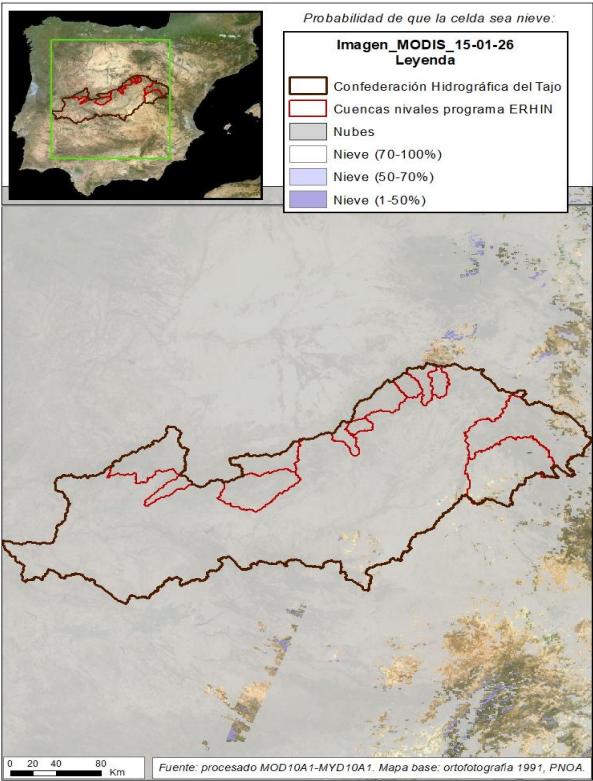 Probabilidad de que la celda sea nieve:
Imagen_MODIS_15-01-26
Leyenda
Confederación Hidrográfica del Tajo
Cuencas nivales programa ERHIN
Nubes
Nieve (70-100%)
Nieve (50-70%)
Nieve (1-50%)
0 20 40 60 80
Km
Fuente: procesado MOD10A1-MYD10A1. Mapa base: ortofotografía 1991, PNOA.